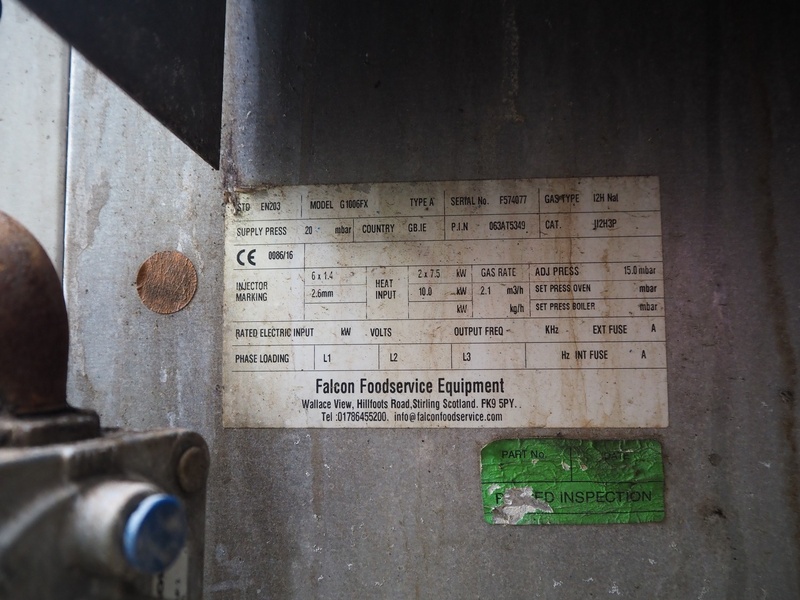 STD EN203 MODEL G1006FX TYPE A SERIAL No. F574077 GAS TYPE I2H Nat
SUPPLY PRESS 20 mbar COUNTRY GB.IE P.I.N 063AT5349 CAT. II2H3P
CE 0086/16
INJECTOR MARKING 6 x 1.4 HEAT INPUT 2 x 7.5 kW GAS RATE ADJ PRESS 15.0 mbar
2.6mm 10.0 kW 2.1 m3/h SET PRESS OVEN mbar
kW kg/h SET PRESS BOILER mbar
RATED ELECTRIC INPUT kW VOLTS OUTPUT FREQ KHz EXT FUSE A
PHASE LOADING L1 L2 L3 Hz INT FUSE A
Falcon Foodservice Equipment
Wallace View, Hillfoots Road,Stirling Scotland. FK9 5PY.
Tel :01786455200. info@falconfoodservice.com
PART No. DATE
INSPECTION